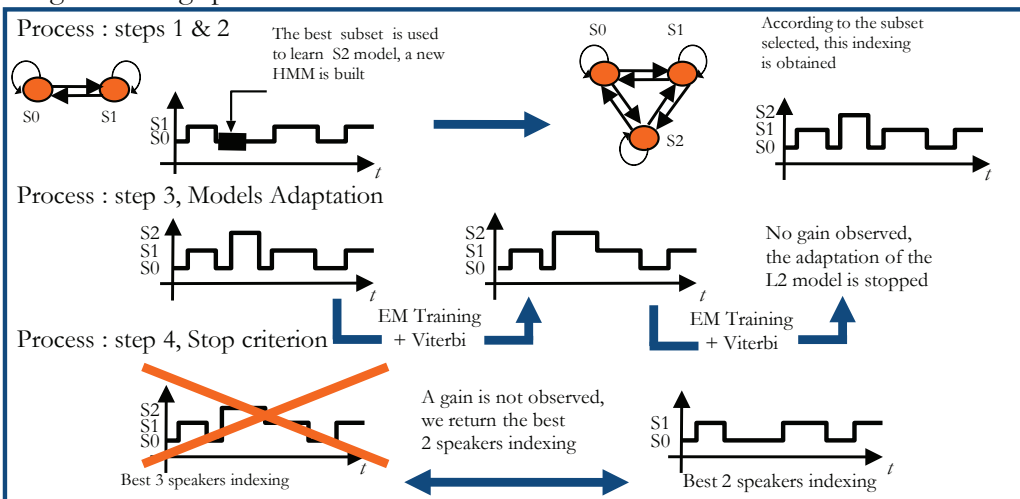 Process : steps 1 & 2
The best subset is used
to learn S2 model, a new
HMM is built
S0
S1
S1
S0
t
S0
S1
S2
According to the subset
selected, this indexing
is obtained
S2
S1
S0
t
Process : step 3, Models Adaptation
S2
S1
S0
t
EM Training
+ Viterbi
S2
S1
S0
t
EM Training
+ Viterbi
No gain observed,
the adaptation of the
L2 model is stopped
Process : step 4, Stop criterion
S2
S1
S0
t
Best 3 speakers indexing
A gain is not observed,
we return the best
2 speakers indexing
S1
S0
t
Best 2 speakers indexing